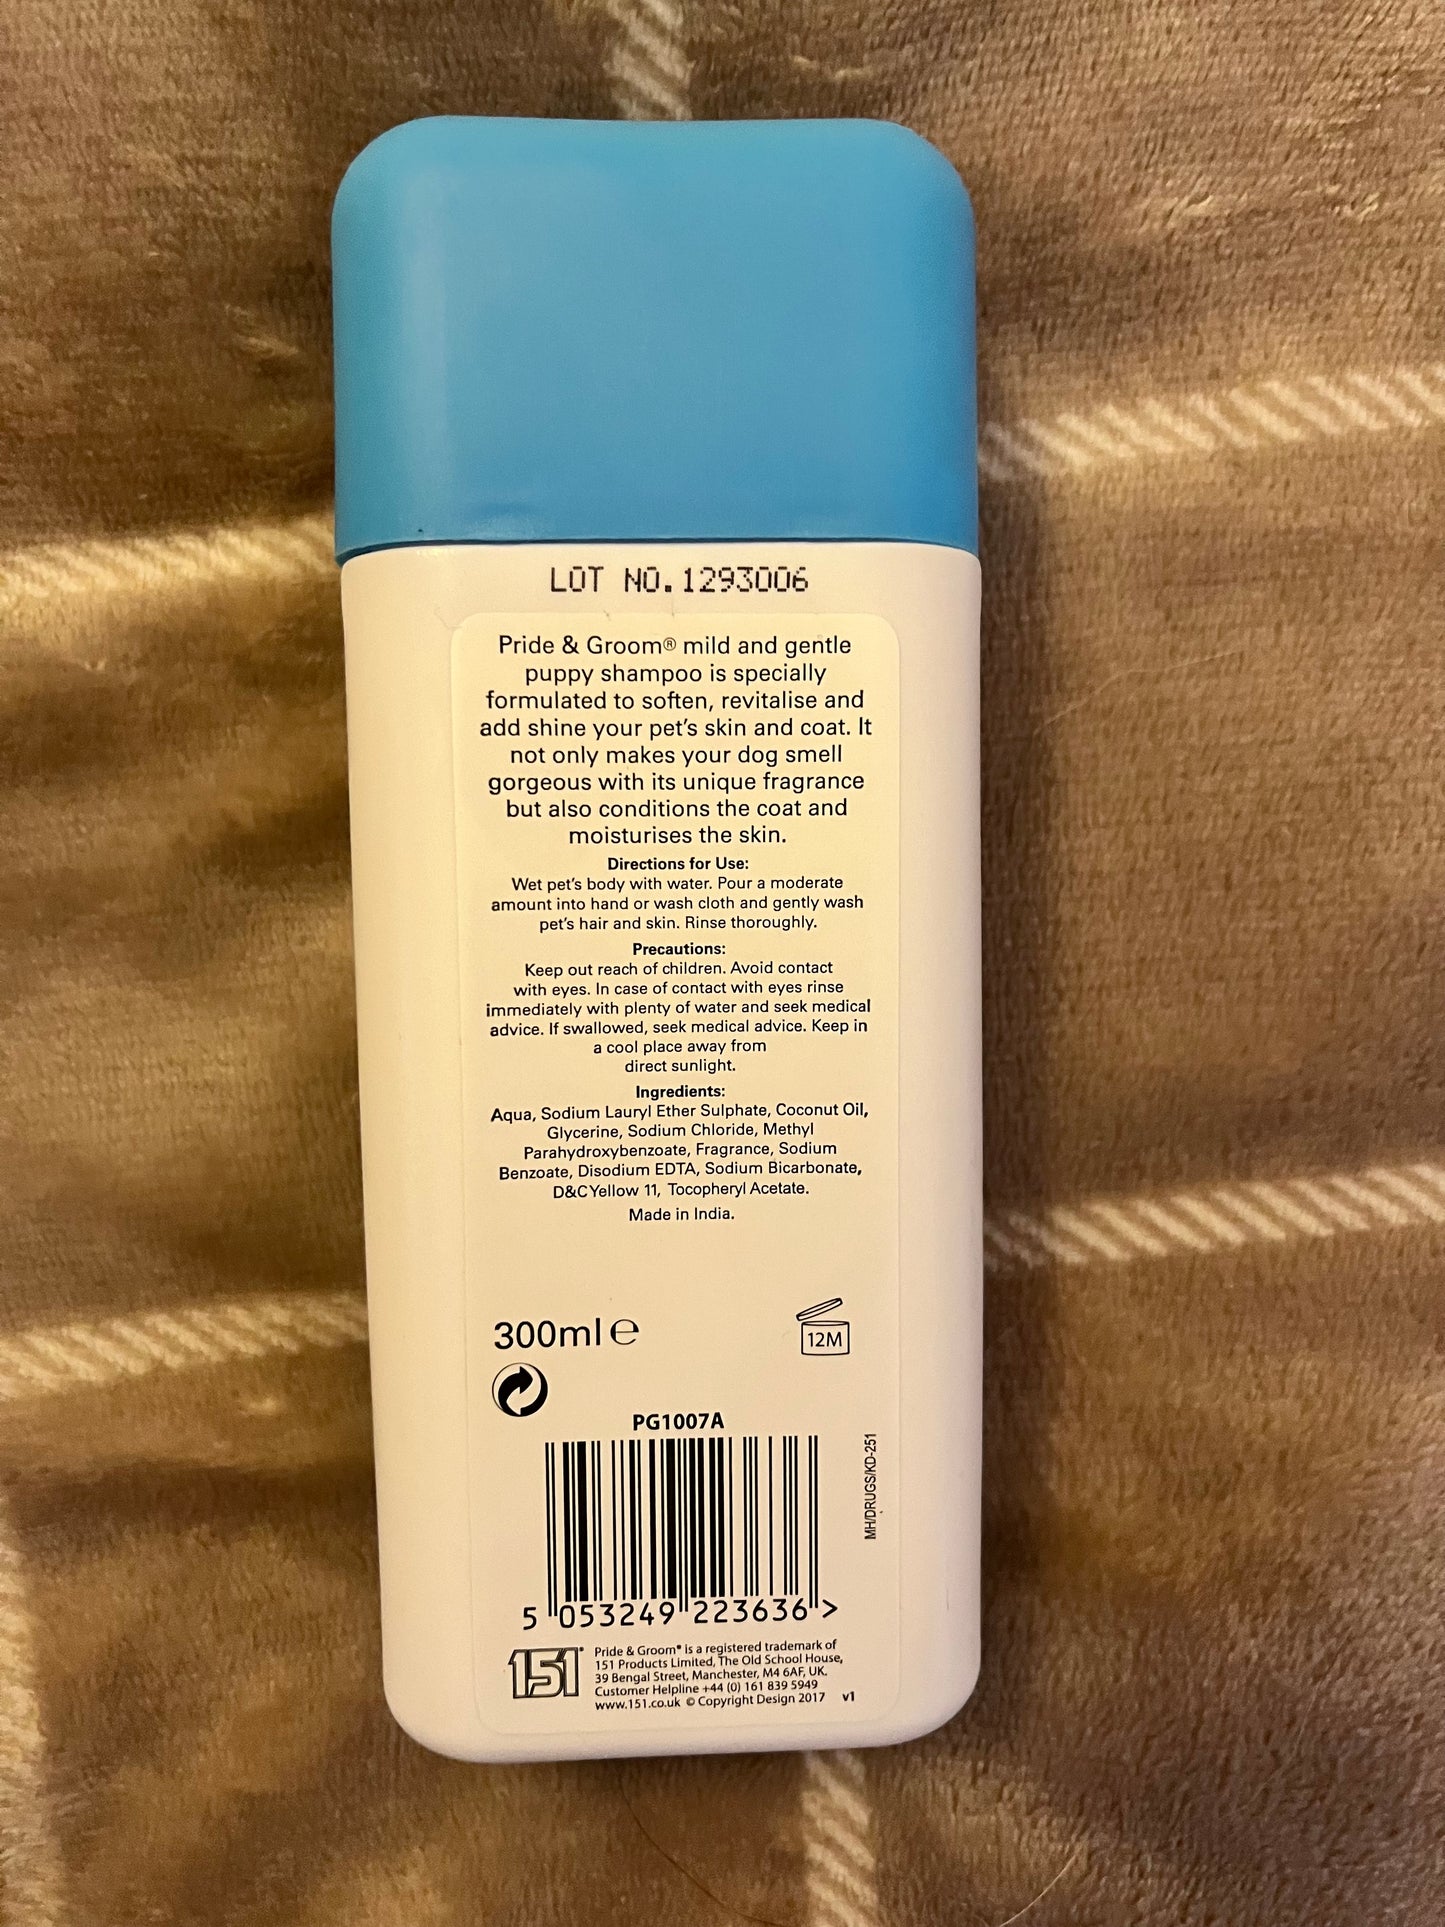 LOT NO.1293006
Pride & Groom® mild and gentle
puppy shampoo is specially
formulated to soften, revitalise and
add shine your pet's skin and coat. It
not only makes your dog smell
gorgeous with its unique fragrance
but also conditions the coat and
moisturises the skin.
Directions for Use:
Wet pet's body with water. Pour a moderate
amount into hand or wash cloth and gently wash
pet's hair and skin. Rinse thoroughly.
Precautions:
Keep out reach of children. Avoid contact
with eyes. In case of contact with eyes rinse
immediately with plenty of water and seek medical
advice. If swallowed, seek medical advice. Keep in
a cool place away from
direct sunlight.
Ingredients:
Aqua, Sodium Lauryl Ether Sulphate, Coconut Oil,
Glycerine, Sodium Chloride, Methyl
Parahydroxybenzoate, Fragrance, Sodium
Benzoate, Disodium EDTA, Sodium Bicarbonate,
D&C Yellow 11, Tocopheryl Acetate.
Made in India.
300ml e
12M
PG1007A
MH/DRUGS/KD-251
5 053249 223636 >
151
Pride & Groom® is a registered trademark of
151 Products Limited, The Old School House,
39 Bengal Street, Manchester, M4 6AF, UK.
Customer Helpline +44 (0) 161 839 5949
www.151.co.uk © Copyright Design 2017 v1